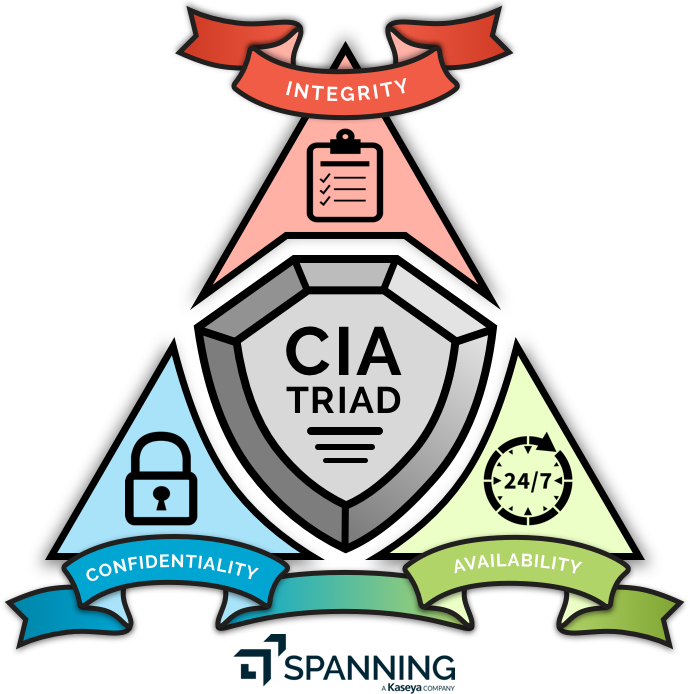 INTEGRITY
CIA
TRIAD
24/7
CONFIDENTIALITY
AVAILABILITY
SPANNING
A Kaseya COMPANY